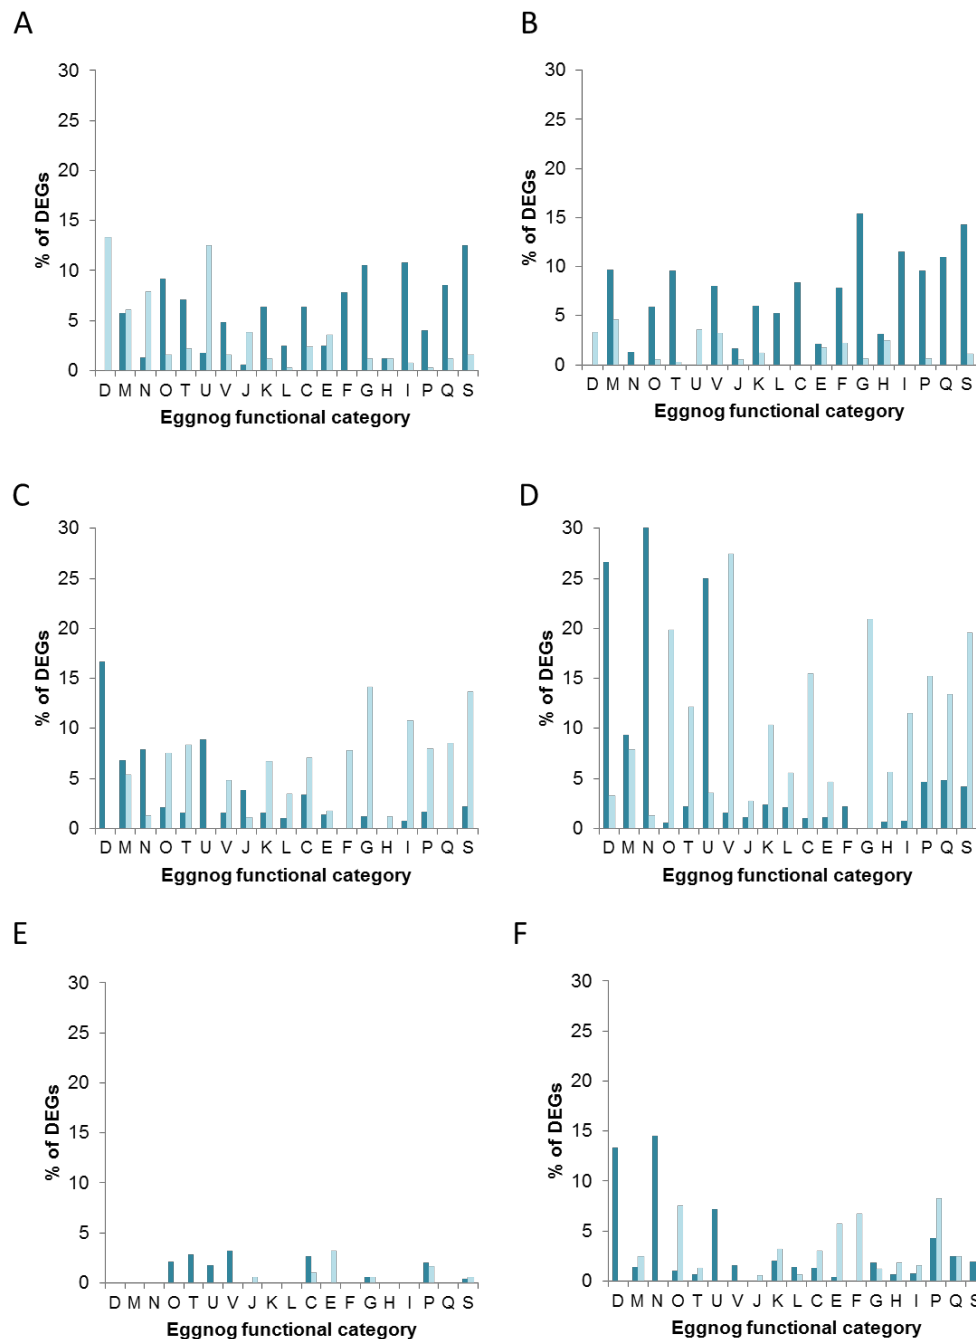 A
30
25
20
15
10
5
0
% of DEGs
D M N O T U V J K L C E F G H I P Q S
Eggnog functional category
B
30
25
20
15
10
5
0
% of DEGs
D M N O T U V J K L C E F G H I P Q S
Eggnog functional category
C
30
25
20
15
10
5
0
% of DEGs
D M N O T U V J K L C E F G H I P Q S
Eggnog functional category
D
30
25
20
15
10
5
0
% of DEGs
D M N O T U V J K L C E F G H I P Q S
Eggnog functional category
E
30
25
20
15
10
5
0
% of DEGs
D M N O T U V J K L C E F G H I P Q S
Eggnog functional category
F
30
25
20
15
10
5
0
% of DEGs
D M N O T U V J K L C E F G H I P Q S
Eggnog functional category